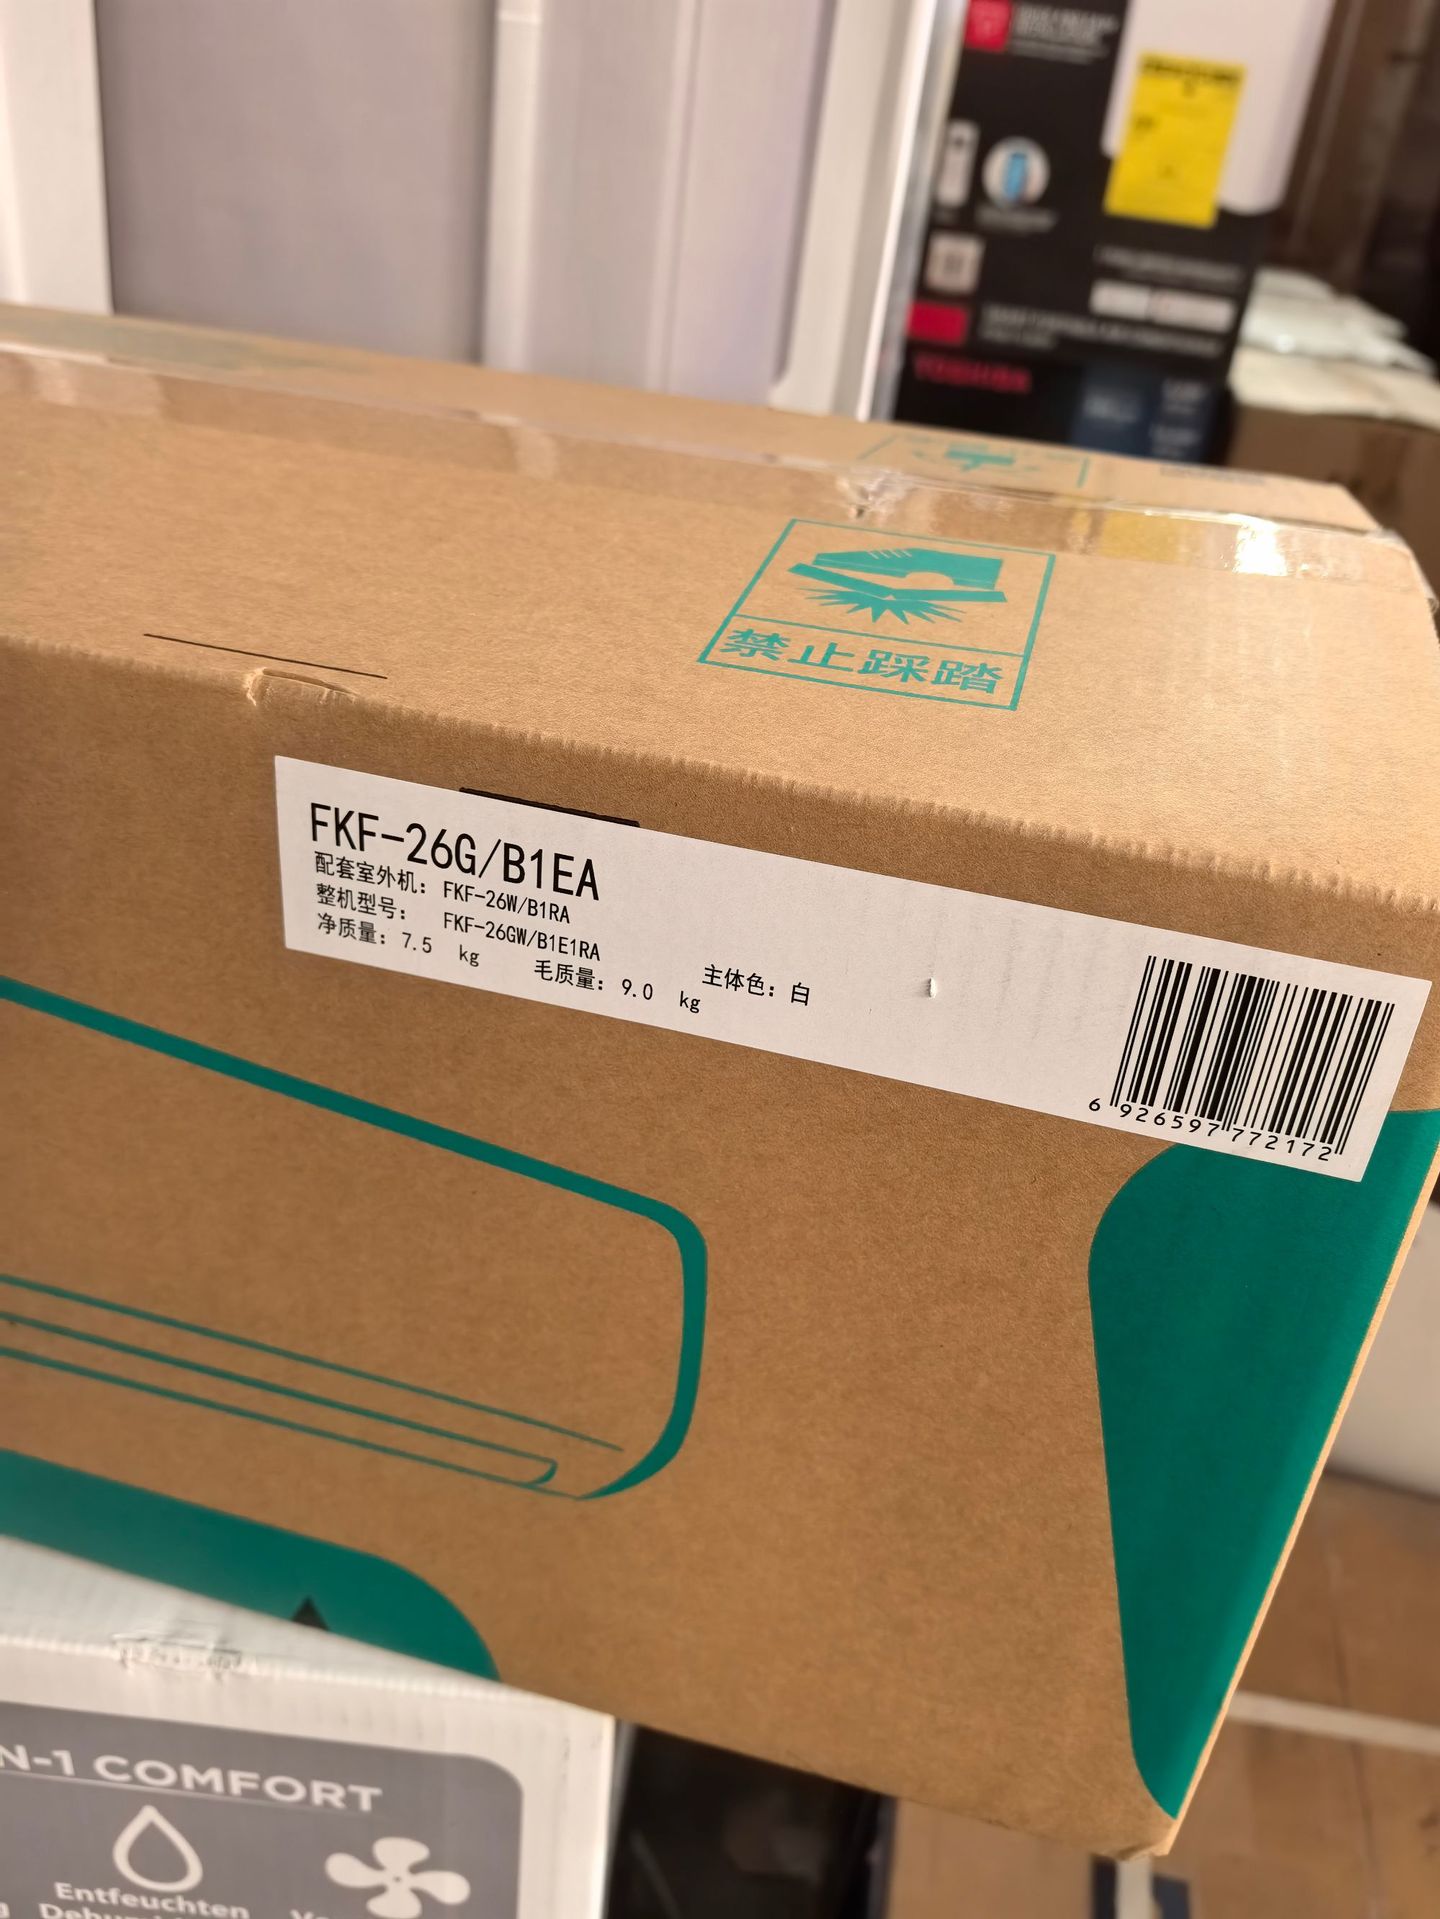 TOSHIBA
禁止踩踏
FKF-26G/B1EA
配套室外机: FKF-26W/B1RA
整机型号: FKF-26GW/B1E1RA
净质量: 7.5 kg 毛质量: 9.0 kg 主体色: 白
6 926597 772172
N-1 COMFORT
Entfeuchten